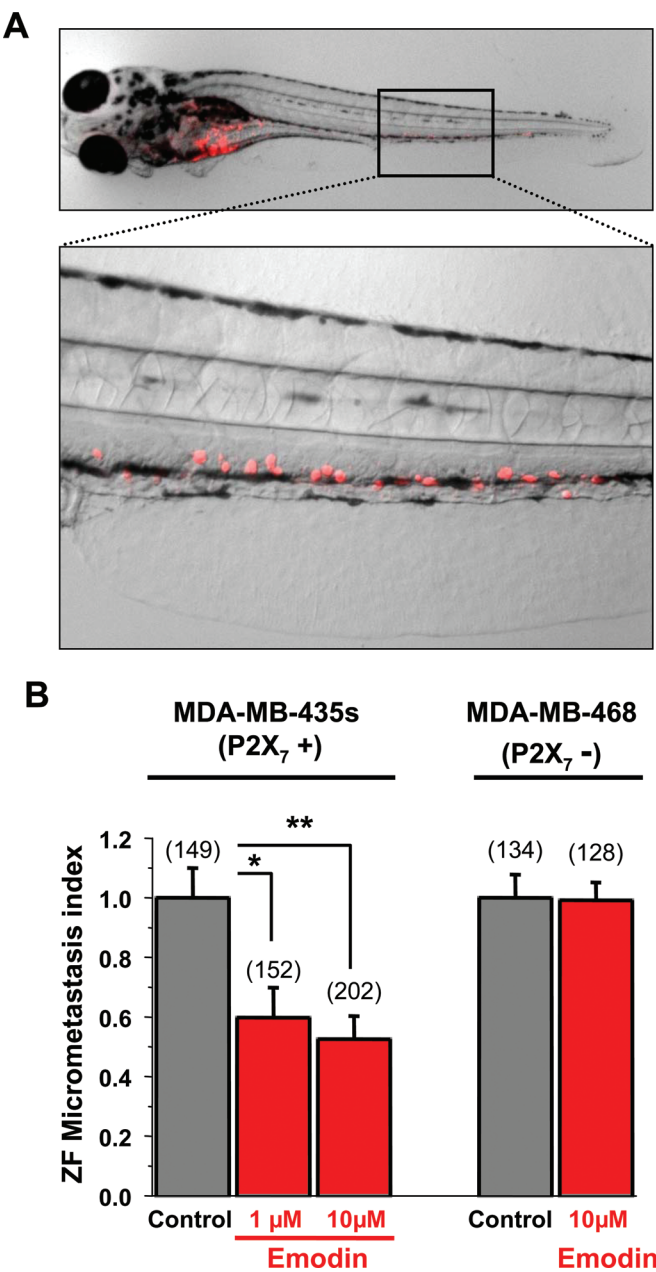 A
B
MDA-MB-435s
(P2X₇ +)
MDA-MB-468
(P2X₇ -)
ZF Micrometastasis index
1.2
1.0
0.8
0.6
0.4
0.2
0.0
(149)
*
**
(152)
(202)
(134)
(128)
Control
1 µM
10µM
Emodin
Control
10µM
Emodin